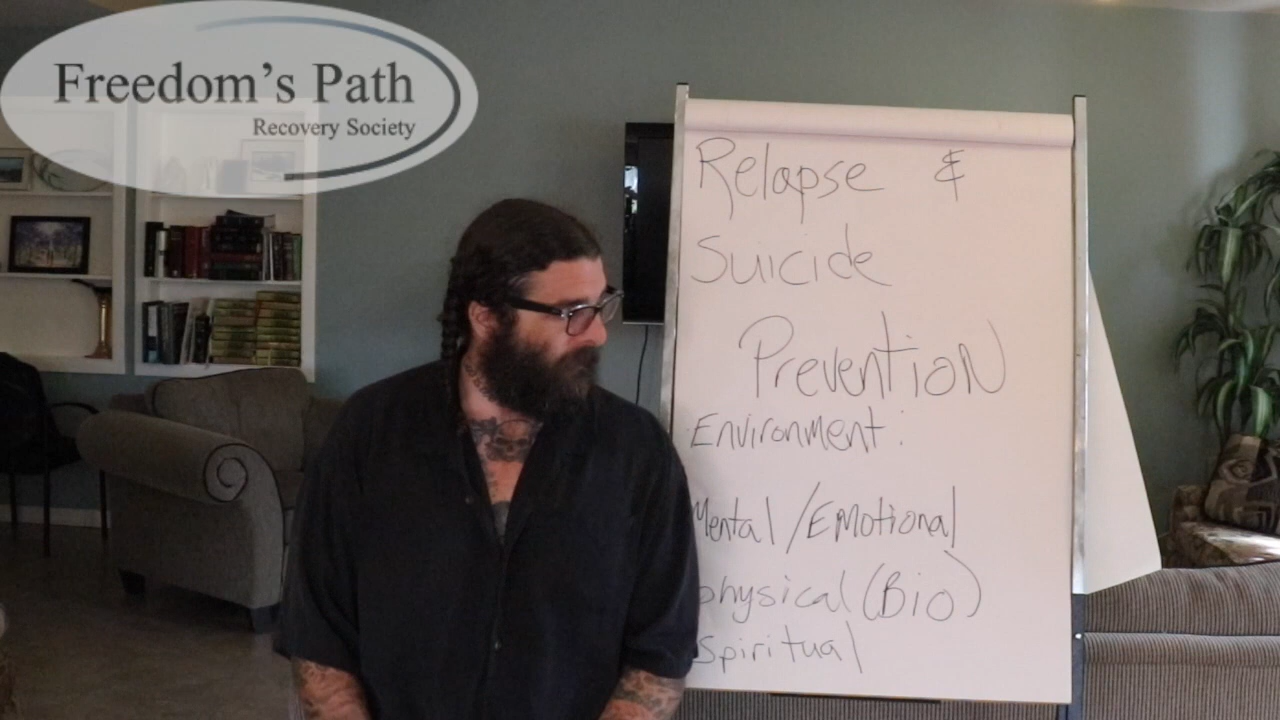 Freedom's Path
Recovery Society
Relapse &
Suicide
Prevention
Environment:
Mental/Emotional
physical (Bio)
Spiritual